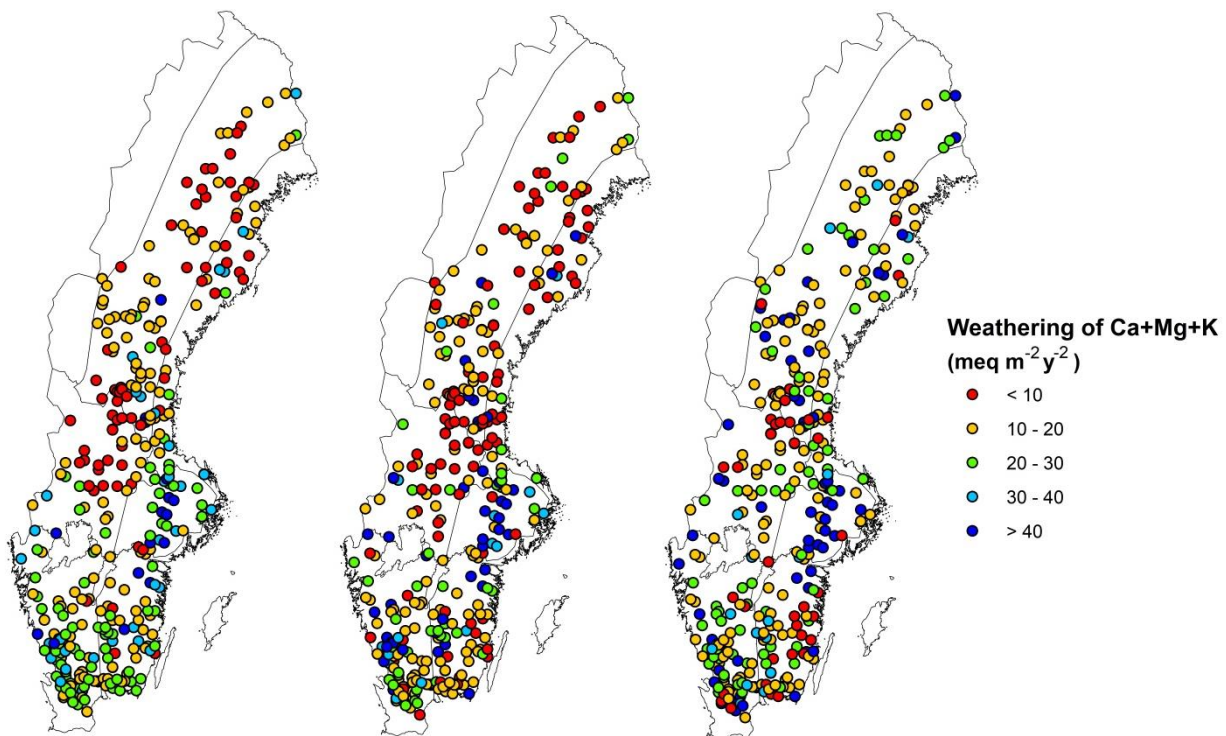 Weathering of Ca+Mg+K
(meq m⁻² y⁻² )
< 10
10 - 20
20 - 30
30 - 40
> 40